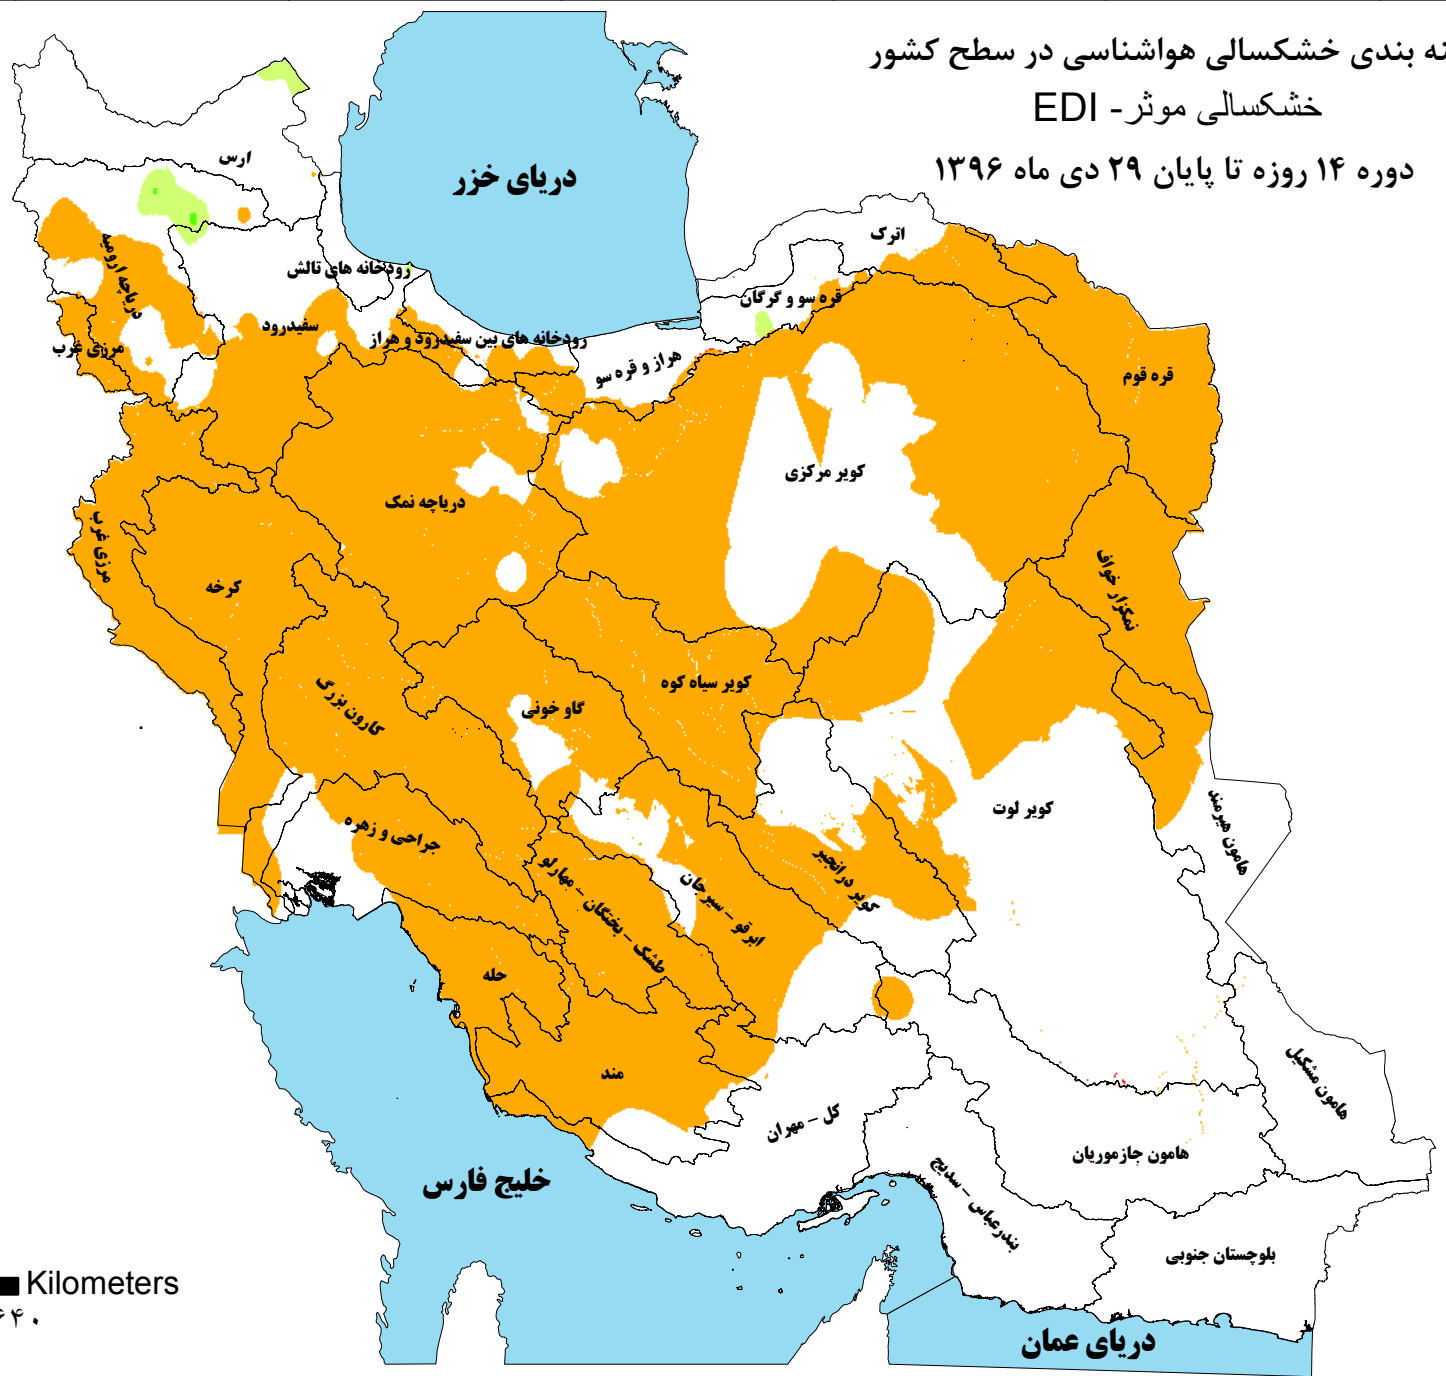 نه بندی خشکسالی هواشناسی در سطح کشور
خشکسالی موثر- EDI
دوره ۱۴ روزه تا پایان ۲۹ دی ماه ۱۳۹۶
دریای خزر
ارس
اترک
دریاچه ارومیه
رودخانه های تالش
قره سو و گرگان
سفیدرود
رودخانه های بین سفیدرود و هراز
مرزی غرب
هراز و قره سو
قره قوم
کویر مرکزی
دریاچه نمک
مرزی غرب
کرخه
نمکزار خواف
کویر سیاه کوه
کارون بزرگ
گاو خونی
کویر لوت
هامون هیرمند
جراحی و زهره
کویر درانجیر
طشک - بختگان - مهارلو
ابرقو - سیرجان
حله
مند
کل - مهران
هامون مشکیل
هامون جازموریان
خلیج فارس
بندرعباس - سدیج
بلوچستان جنوبی
Kilometers
۶۴۰
دریای عمان